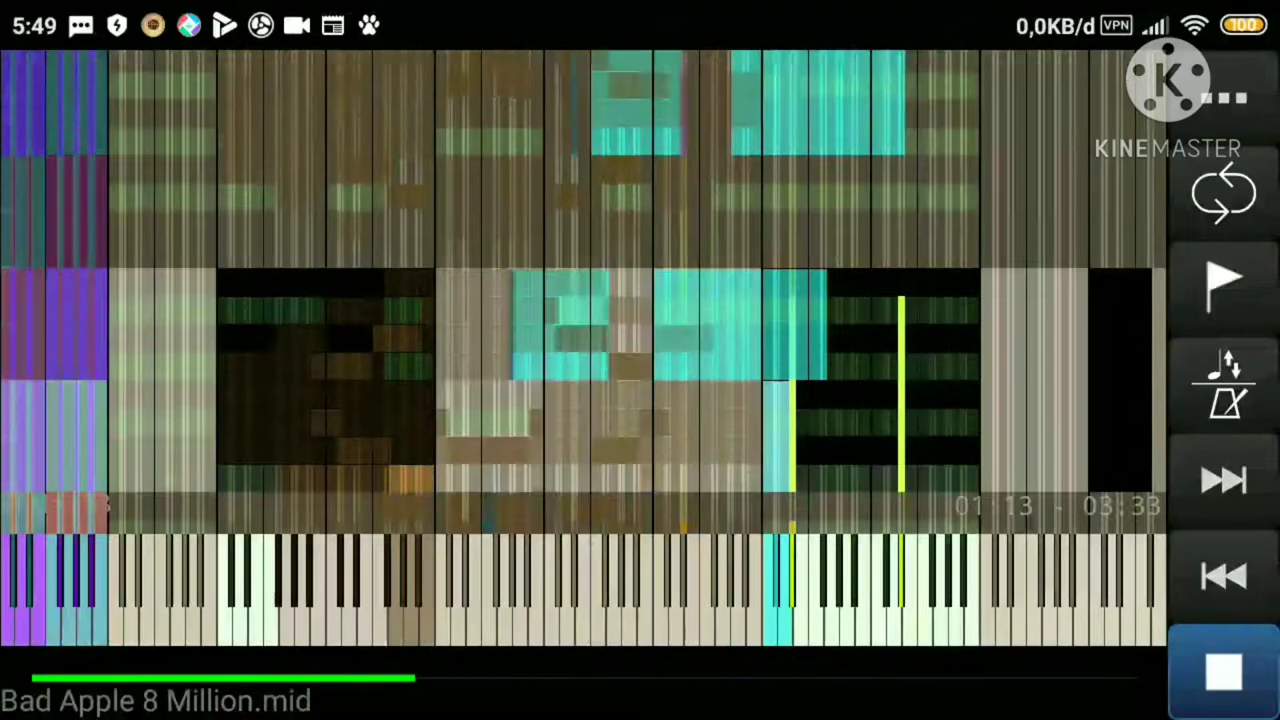 5:49
0,0KB/d VPN 100
K
KINEMASTER
01:13 - 03:33
Bad Apple 8 Million.mid